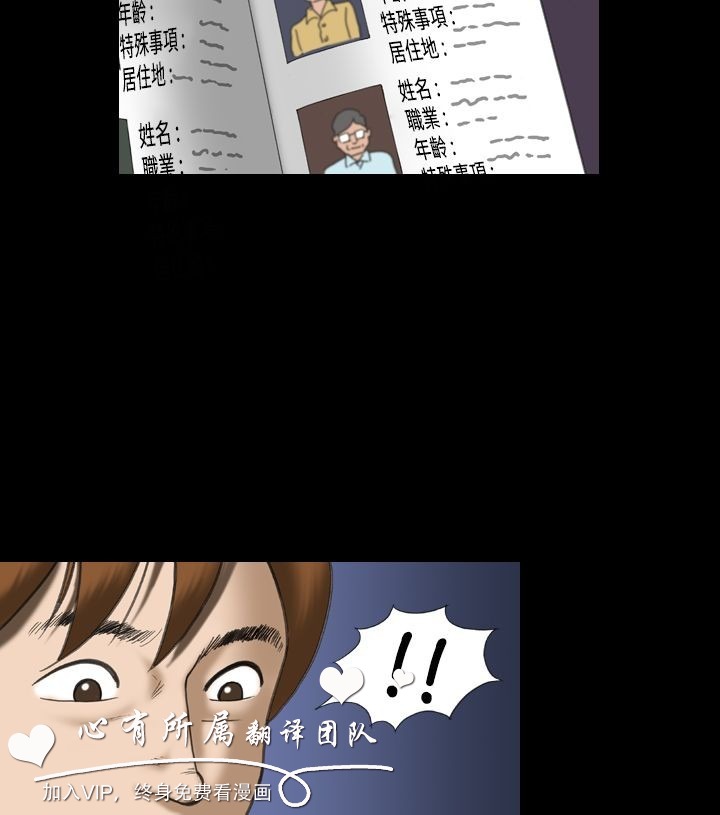 年齡：
特殊事項：
居住地：
姓名：
職業：
特殊事項：
居住地：
姓名：
職業：
年齡：
特殊事項：
!!
心有所属翻译团队
加入VIP，终身免费看漫画